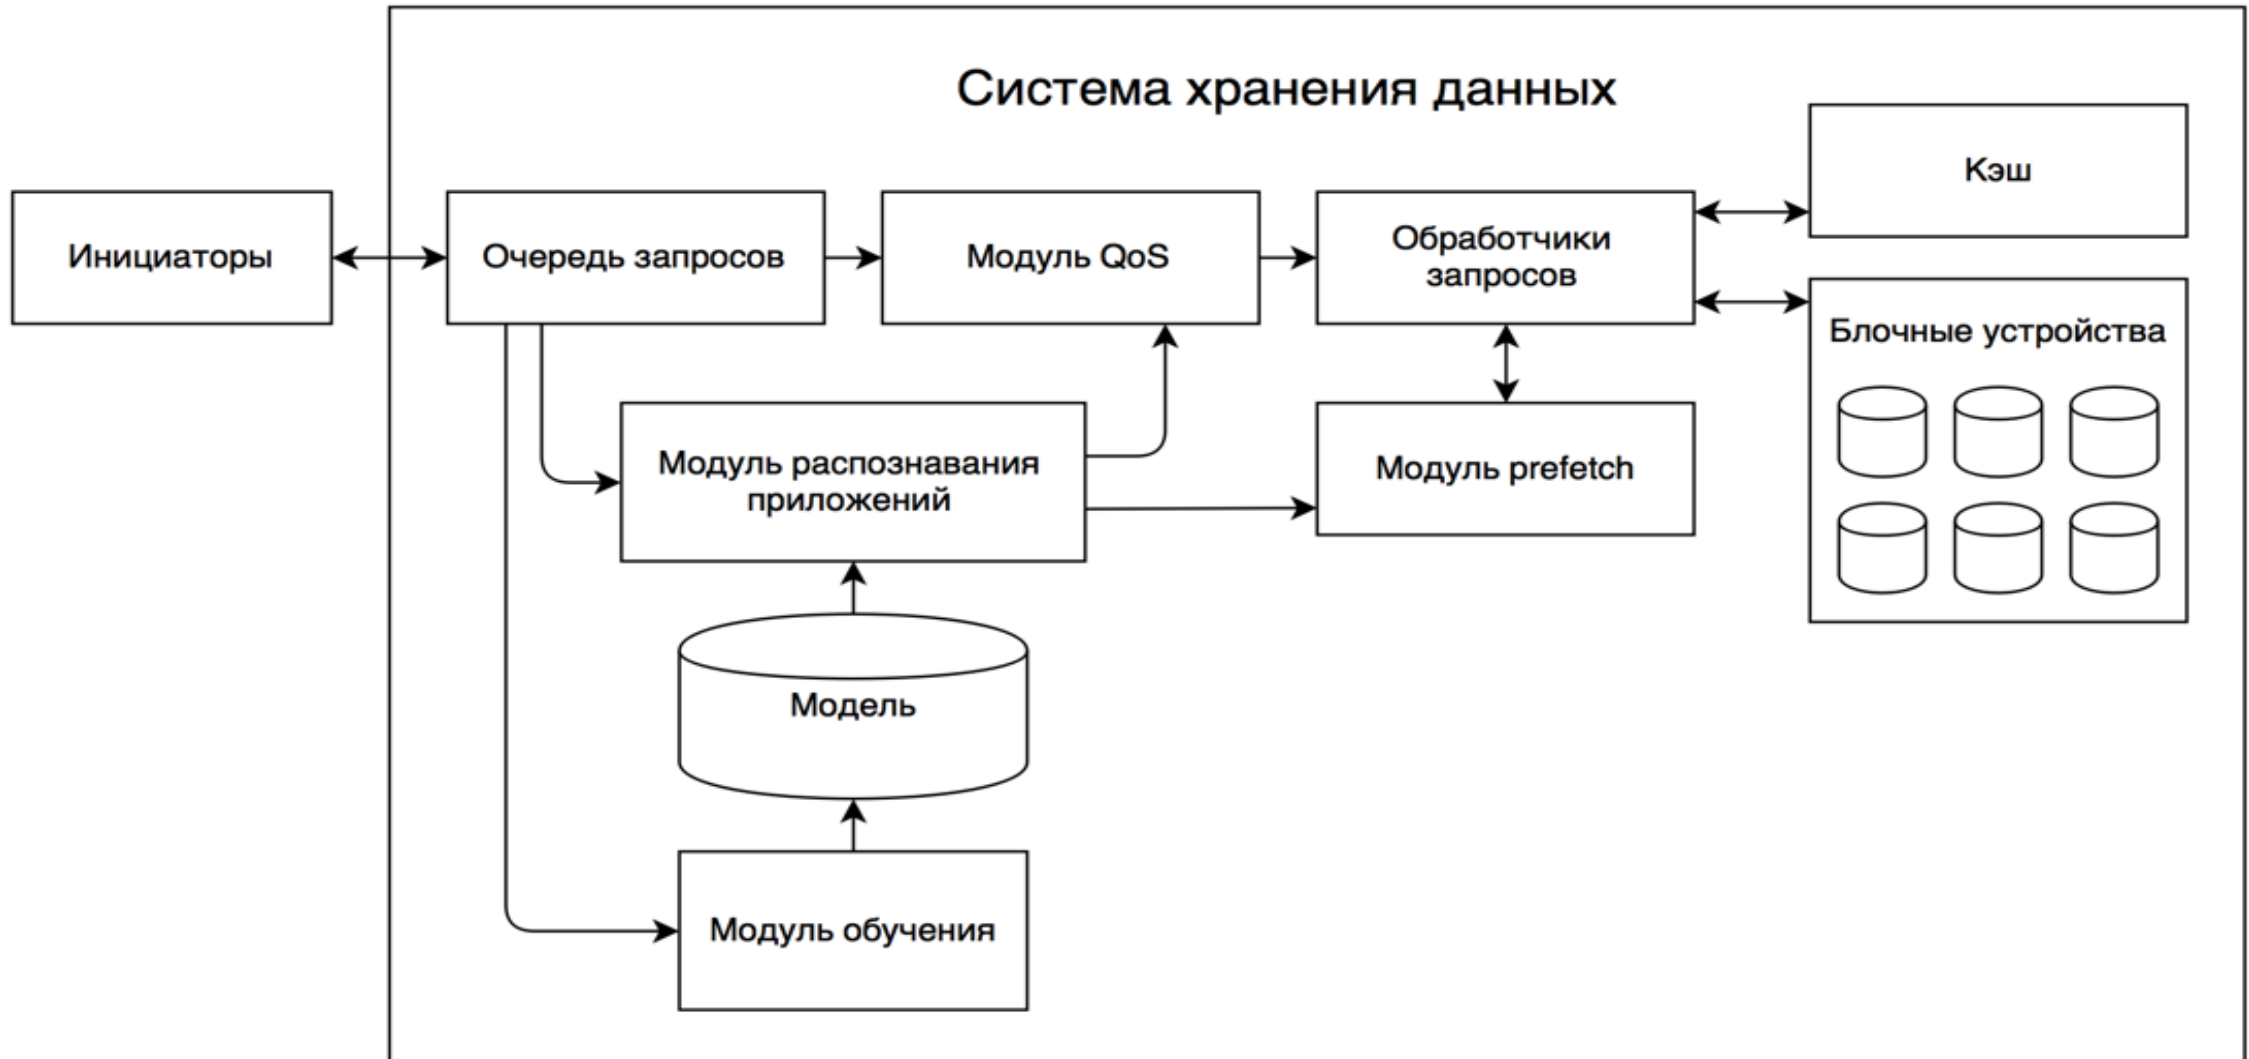 Система хранения данных
Кэш
Инициаторы
Очередь запросов
Модуль QoS
Обработчики
запросов
Блочные устройства
Модуль распознавания
приложений
Модуль prefetch
Модель
Модуль обучения